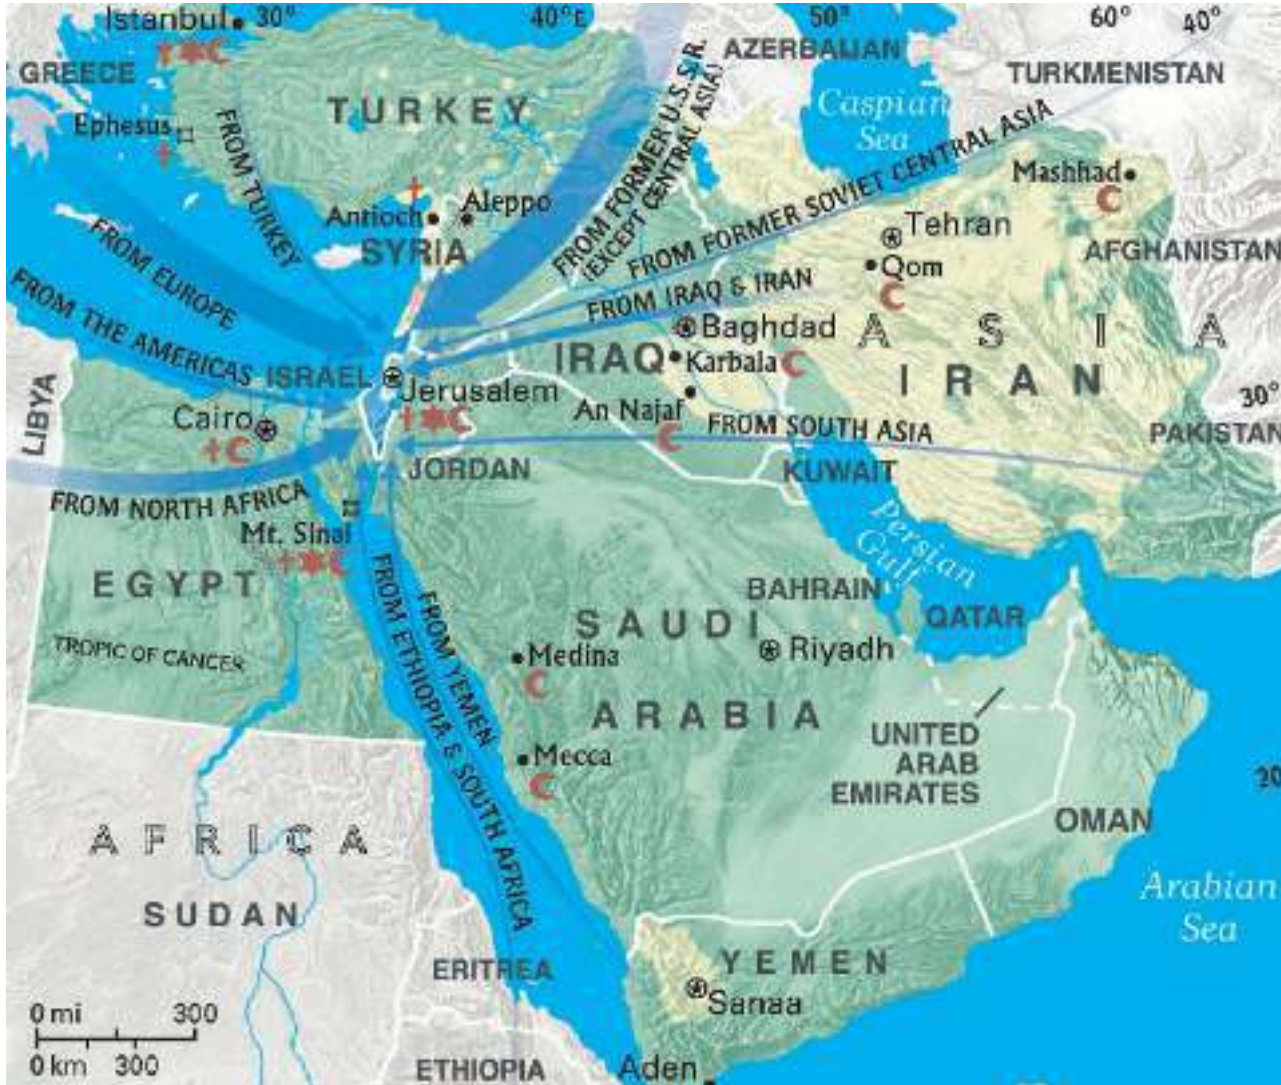 Istanbul
30°
40°E
50°
60°
40°
GREECE
AZERBAIJAN
TURKMENISTAN
TURKEY
Caspian
Sea
Ephesus
FROM TURKEY
FROM FORMER U.S.S.R.
(EXCEPT CENTRAL ASIA)
FROM FORMER SOVIET CENTRAL ASIA
Mashhad
Antioch
Aleppo
SYRIA
Tehran
Qom
AFGHANISTAN
FROM EUROPE
FROM THE AMERICAS
FROM IRAQ & IRAN
Baghdad
ASIA
IRAQ
Karbala
IRAN
ISRAEL
Jerusalem
LIBYA
Cairo
An Najaf
FROM SOUTH ASIA
30°
PAKISTAN
JORDAN
KUWAIT
FROM NORTH AFRICA
Mt. Sinai
Persian
Gulf
EGYPT
FROM ETHIOPIA & SOUTH AFRICA
FROM YEMEN
BAHRAIN
QATAR
SAUDI
ARABIA
TROPIC OF CANCER
Medina
Riyadh
Mecca
UNITED
ARAB
EMIRATES
20
OMAN
AFRICA
SUDAN
Arabian
Sea
ERITREA
YEMEN
Sanaa
0 mi 300
0 km 300
ETHIOPIA
Aden